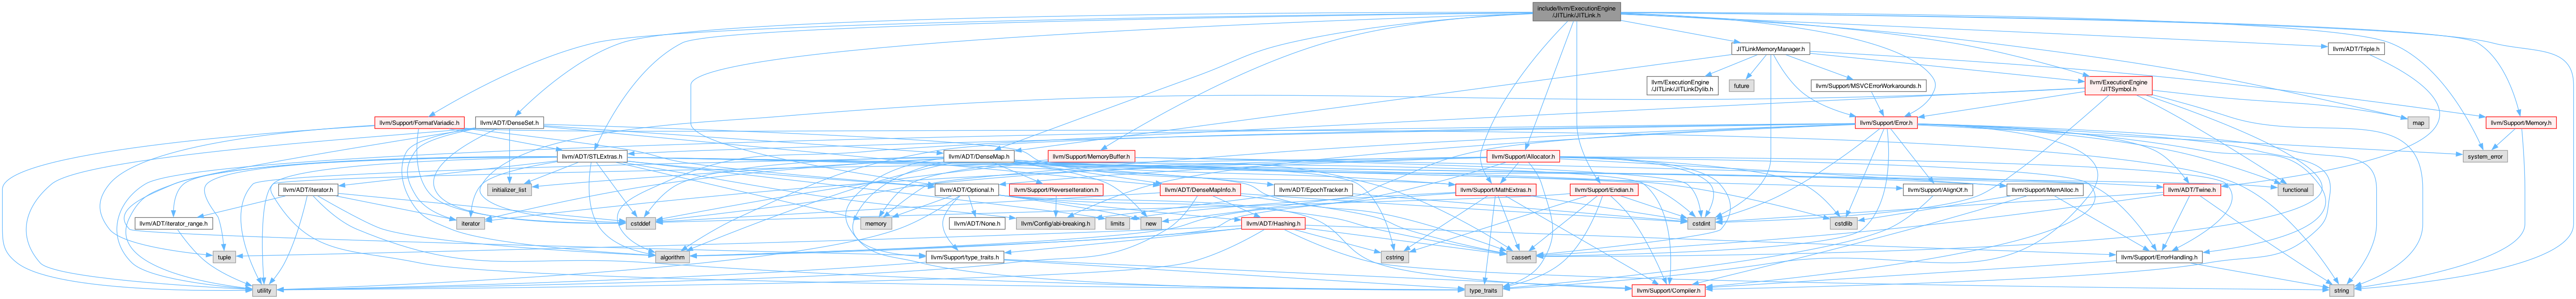 include/llvm/ExecutionEngine
/JITLink/JITLink.h
JITLinkMemoryManager.h
llvm/ADT/Triple.h
llvm/ExecutionEngine
/JITLink/JITLinkDylib.h
future
llvm/Support/MSVCErrorWorkarounds.h
llvm/ExecutionEngine
/JITSymbol.h
llvm/Support/FormatVariadic.h
llvm/ADT/DenseSet.h
llvm/Support/Error.h
map
llvm/Support/Memory.h
llvm/ADT/STLExtras.h
llvm/ADT/DenseMap.h
llvm/Support/MemoryBuffer.h
llvm/Support/Allocator.h
system_error
llvm/ADT/iterator.h
initializer_list
llvm/ADT/Optional.h
llvm/Support/ReverseIteration.h
llvm/ADT/DenseMapInfo.h
llvm/ADT/EpochTracker.h
llvm/Support/MathExtras.h
llvm/Support/Endian.h
llvm/Support/AlignOf.h
llvm/Support/MemAlloc.h
llvm/ADT/Twine.h
functional
llvm/ADT/iterator_range.h
iterator
cstddef
memory
llvm/ADT/None.h
llvm/Config/abi-breaking.h
limits
new
llvm/ADT/Hashing.h
cstdint
cstdlib
tuple
algorithm
llvm/Support/type_traits.h
cstring
cassert
llvm/Support/ErrorHandling.h
utility
type_traits
llvm/Support/Compiler.h
string